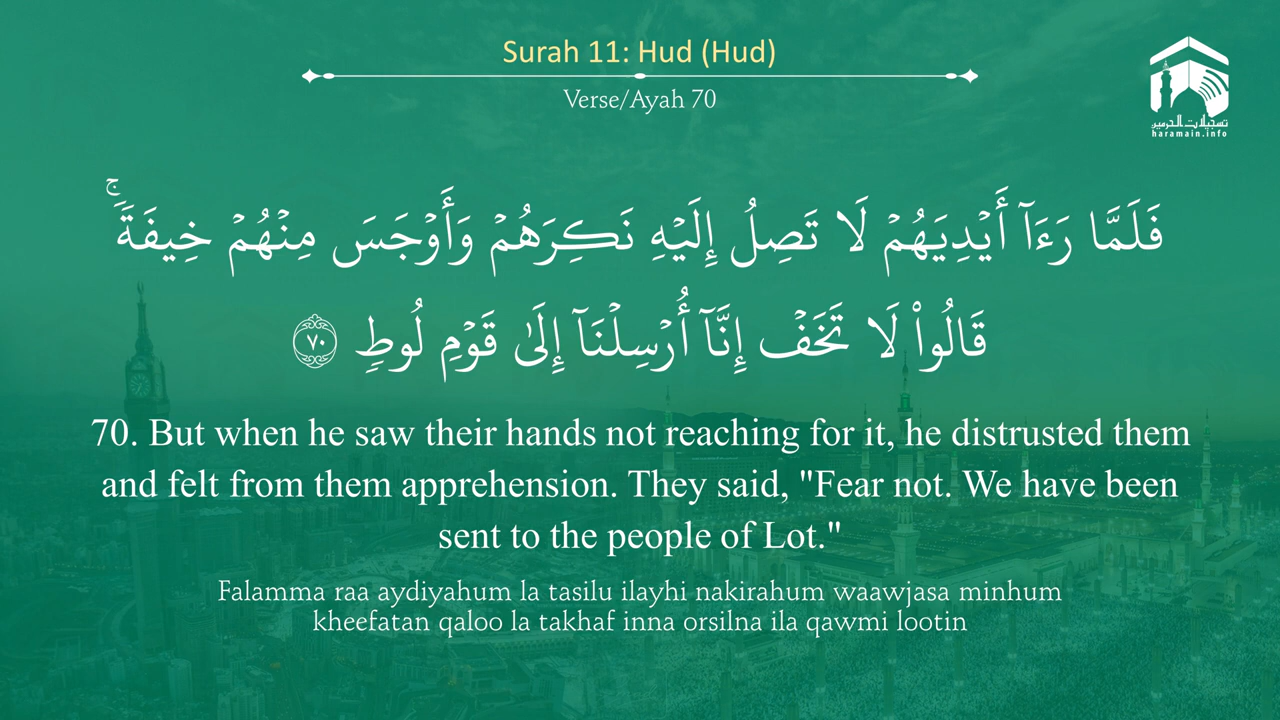 Surah 11: Hud (Hud)
Verse/Ayah 70
تسجيلات الحرمين
haramain.info
فَلَمَّا رَءَآ أَيْدِيَهُمْ لَا تَصِلُ إِلَيْهِ نَكِرَهُمْ وَأَوْجَسَ مِنْهُمْ خِيفَةً ۚ
قَالُوا۟ لَا تَخَفْ إِنَّآ أُرْسِلْنَآ إِلَىٰ قَوْمِ لُوطٍ ٧٠
70. But when he saw their hands not reaching for it, he distrusted them
and felt from them apprehension. They said, "Fear not. We have been
sent to the people of Lot."
Falamma raa aydiyahum la tasilu ilayhi nakirahum waawjasa minhum
kheefatan qaloo la takhaf inna orsilna ila qawmi lootin